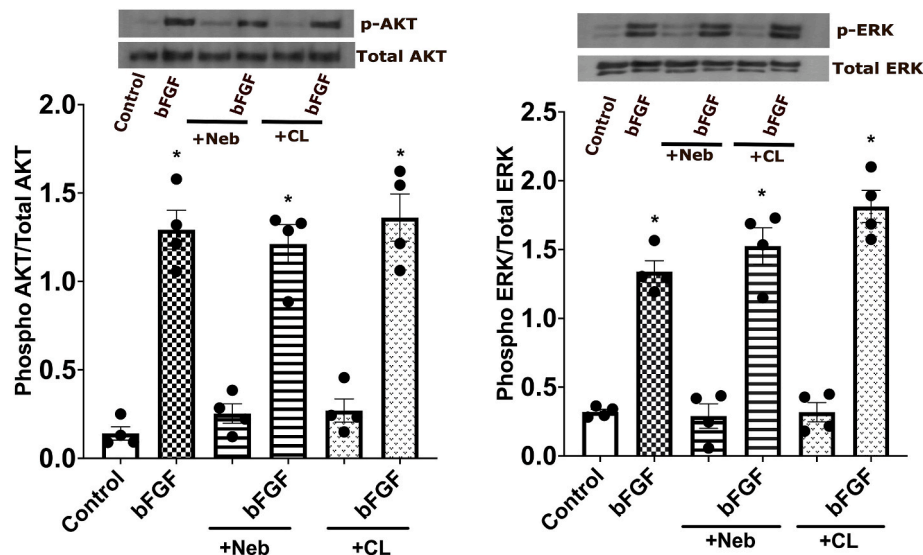 p-AKT
Total AKT
Control
bFGF
bFGF
bFGF
+Neb
+CL
Phospho AKT/Total AKT
2.0
1.5
1.0
0.5
0.0
*
*
*
Control
bFGF
bFGF
bFGF
+Neb
+CL
p-ERK
Total ERK
Control
bFGF
bFGF
bFGF
+Neb
+CL
Phospho ERK/Total ERK
2.5
2.0
1.5
1.0
0.5
0.0
*
*
*
Control
bFGF
bFGF
bFGF
+Neb
+CL